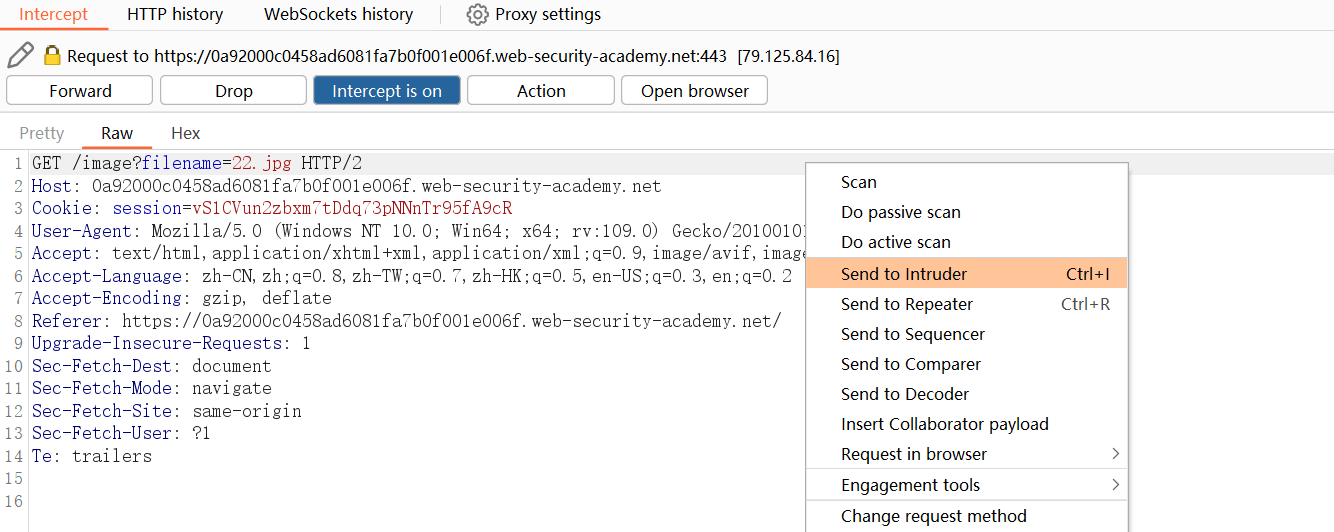 Intercept HTTP history WebSockets history Proxy settings
Request to https://0a92000c0458ad6081fa7b0f001e006f.web-security-academy.net:443 [79.125.84.16]
Forward Drop Intercept is on Action Open browser
Pretty Raw Hex
1 GET /image?filename=22.jpg HTTP/2
2 Host: 0a92000c0458ad6081fa7b0f001e006f.web-security-academy.net
3 Cookie: session=vS1CVun2zbxm7tDdq73pNNnTr95fA9cR
4 User-Agent: Mozilla/5.0 (Windows NT 10.0; Win64; x64; rv:109.0) Gecko/20100101
5 Accept: text/html,application/xhtml+xml,application/xml;q=0.9,image/avif,image
6 Accept-Language: zh-CN,zh;q=0.8,zh-TW;q=0.7,zh-HK;q=0.5,en-US;q=0.3,en;q=0.2
7 Accept-Encoding: gzip, deflate
8 Referer: https://0a92000c0458ad6081fa7b0f001e006f.web-security-academy.net/
9 Upgrade-Insecure-Requests: 1
10 Sec-Fetch-Dest: document
11 Sec-Fetch-Mode: navigate
12 Sec-Fetch-Site: same-origin
13 Sec-Fetch-User: ?1
14 Te: trailers
15
16
Scan
Do passive scan
Do active scan
Send to Intruder Ctrl+I
Send to Repeater Ctrl+R
Send to Sequencer
Send to Comparer
Send to Decoder
Insert Collaborator payload
Request in browser
Engagement tools
Change request method